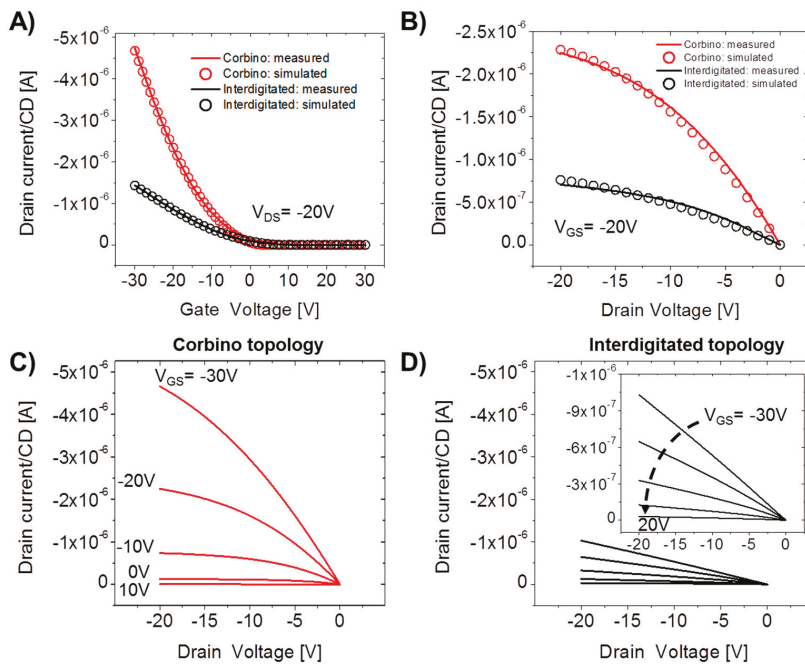 A)
Drain current/CD [A]
-5x10⁻⁶
-4x10⁻⁶
-3x10⁻⁶
-2x10⁻⁶
-1x10⁻⁶
0
Corbino: measured
Corbino: simulated
Interdigitated: measured
Interdigitated: simulated
V_DS= -20V
-30 -20 -10 0 10 20 30
Gate Voltage [V]
B)
Drain current/CD [A]
-2.5x10⁻⁶
-2.0x10⁻⁶
-1.5x10⁻⁶
-1.0x10⁻⁶
-5.0x10⁻⁷
0.0
Corbino: measured
Corbino: simulated
Interdigitated: measured
Interdigitated: simulated
V_GS= -20V
-20 -15 -10 -5 0
Drain Voltage [V]
C)
Corbino topology
Drain current/CD [A]
-5x10⁻⁶
-4x10⁻⁶
-3x10⁻⁶
-2x10⁻⁶
-1x10⁻⁶
0
V_GS= -30V
-20V
-10V
0V
10V
-20 -15 -10 -5 0
Drain Voltage [V]
D)
Interdigitated topology
Drain current/CD [A]
-5x10⁻⁶
-4x10⁻⁶
-3x10⁻⁶
-2x10⁻⁶
-1x10⁻⁶
0
-1x10⁻⁶
-9x10⁻⁷
-6x10⁻⁷
-3x10⁻⁷
0
V_GS= -30V
20V
-20 -15 -10 -5 0
-20 -15 -10 -5 0
Drain Voltage [V]